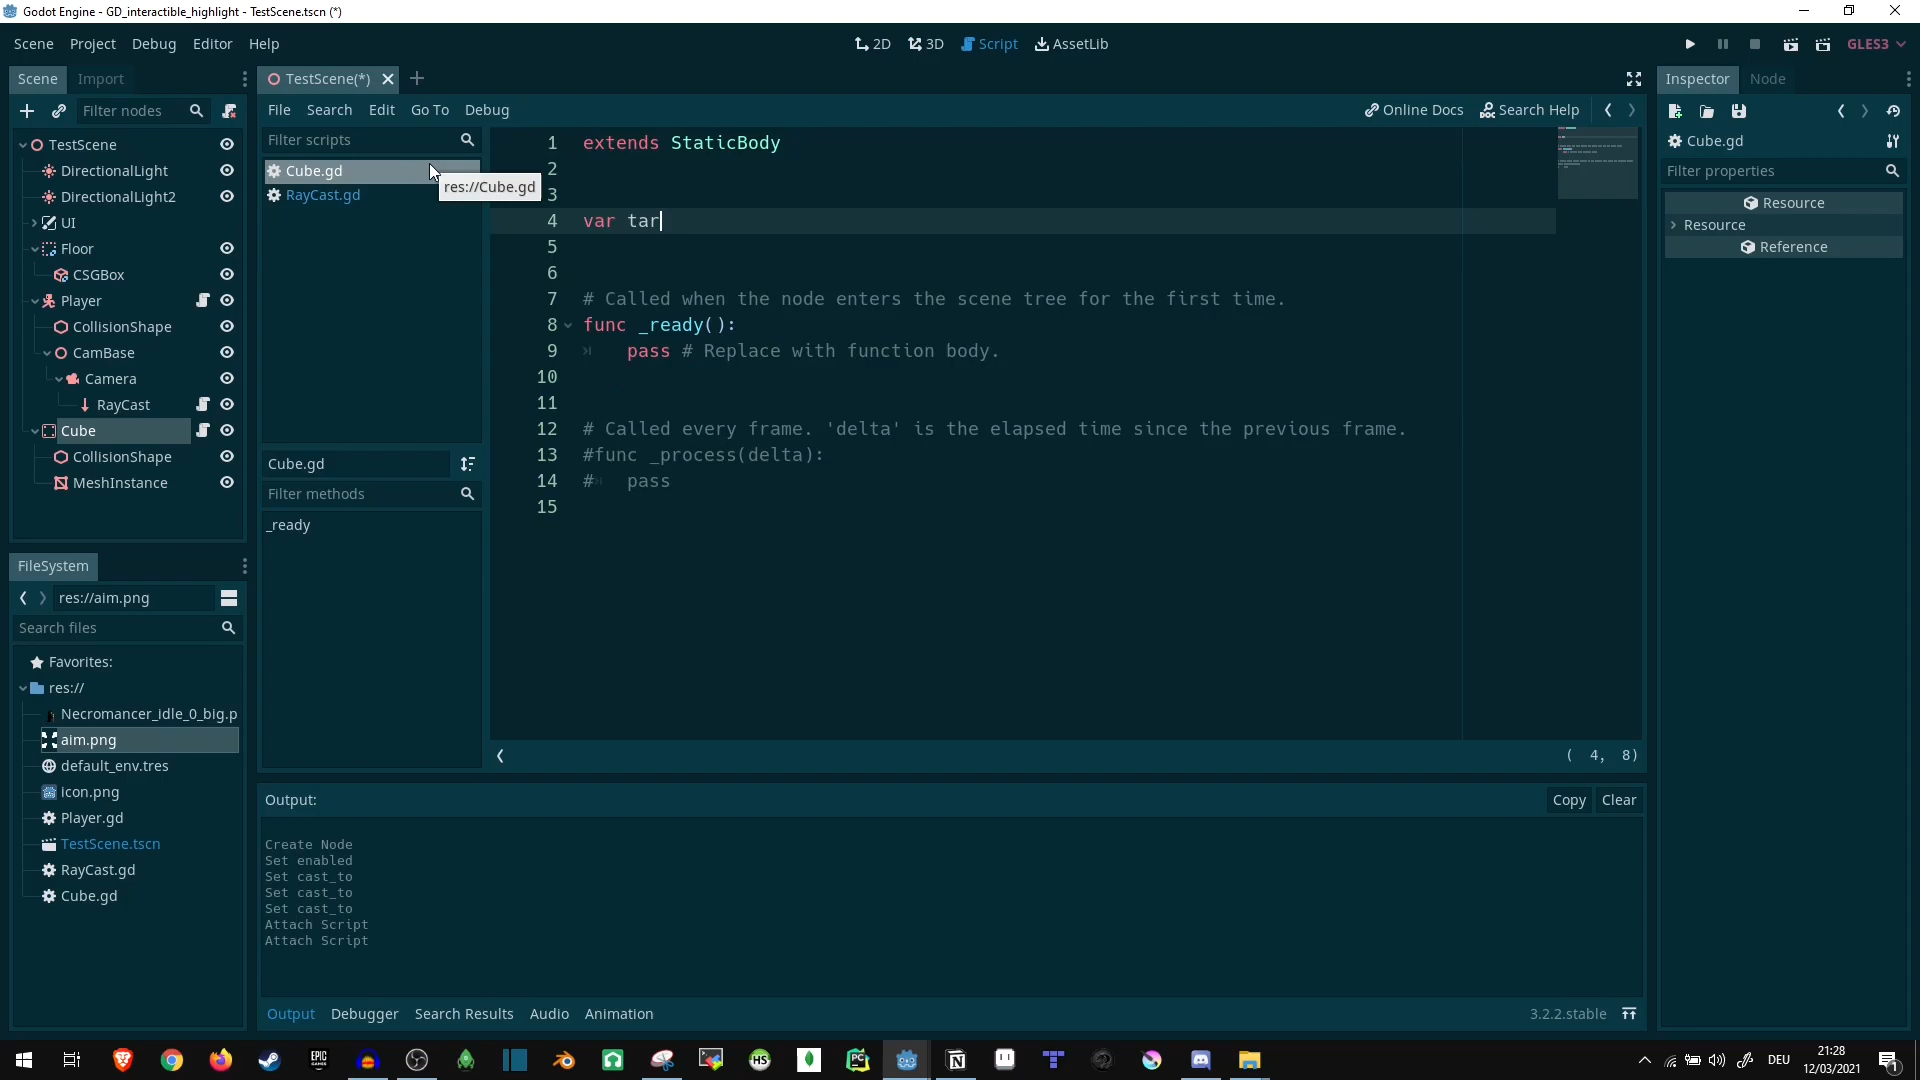 Godot Engine - GD_interactible_highlight - TestScene.tscn (*)
Scene Project Debug Editor Help
2D 3D Script AssetLib
GLES3
Scene Import
TestScene(*)
Inspector Node
Filter nodes
File Search Edit Go To Debug
Online Docs Search Help
TestScene
DirectionalLight
DirectionalLight2
UI
Floor
CSGBox
Player
CollisionShape
CamBase
Camera
RayCast
Cube
CollisionShape
MeshInstance
Filter scripts
Cube.gd
RayCast.gd
res://Cube.gd
Cube.gd
Filter methods
_ready
1 extends StaticBody
2
3
4 var tar
5
6
7 # Called when the node enters the scene tree for the first time.
8 func _ready():
9 pass # Replace with function body.
10
11
12 # Called every frame. 'delta' is the elapsed time since the previous frame.
13 #func _process(delta):
14 # pass
15
( 4, 8)
Cube.gd
Filter properties
Resource
Resource
Reference
FileSystem
res://aim.png
Search files
Favorites:
res://
Necromancer_idle_0_big.p
aim.png
default_env.tres
icon.png
Player.gd
TestScene.tscn
RayCast.gd
Cube.gd
Output:
Copy Clear
Create Node
Set enabled
Set cast_to
Set cast_to
Set cast_to
Attach Script
Attach Script
Output Debugger Search Results Audio Animation
3.2.2.stable
EPIC
GAMES
HS
PC
DEU
21:28
12/03/2021
1